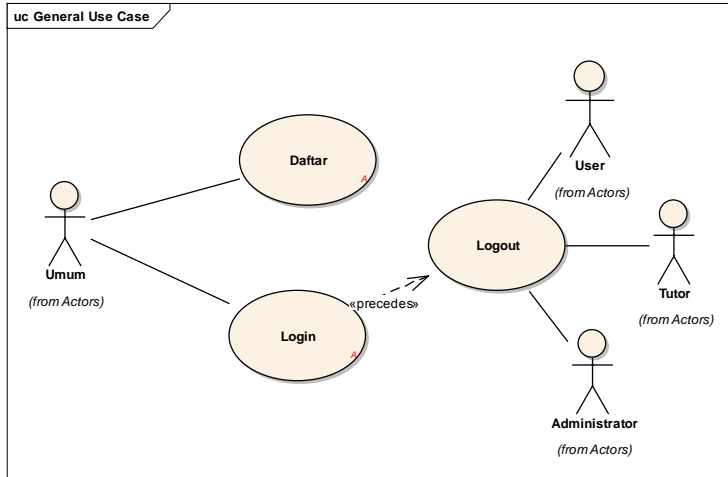 uc General Use Case
Daftar
A
User
(from Actors)
Umum
(from Actors)
Logout
Tutor
(from Actors)
«precedes»
Login
A
Administrator
(from Actors)